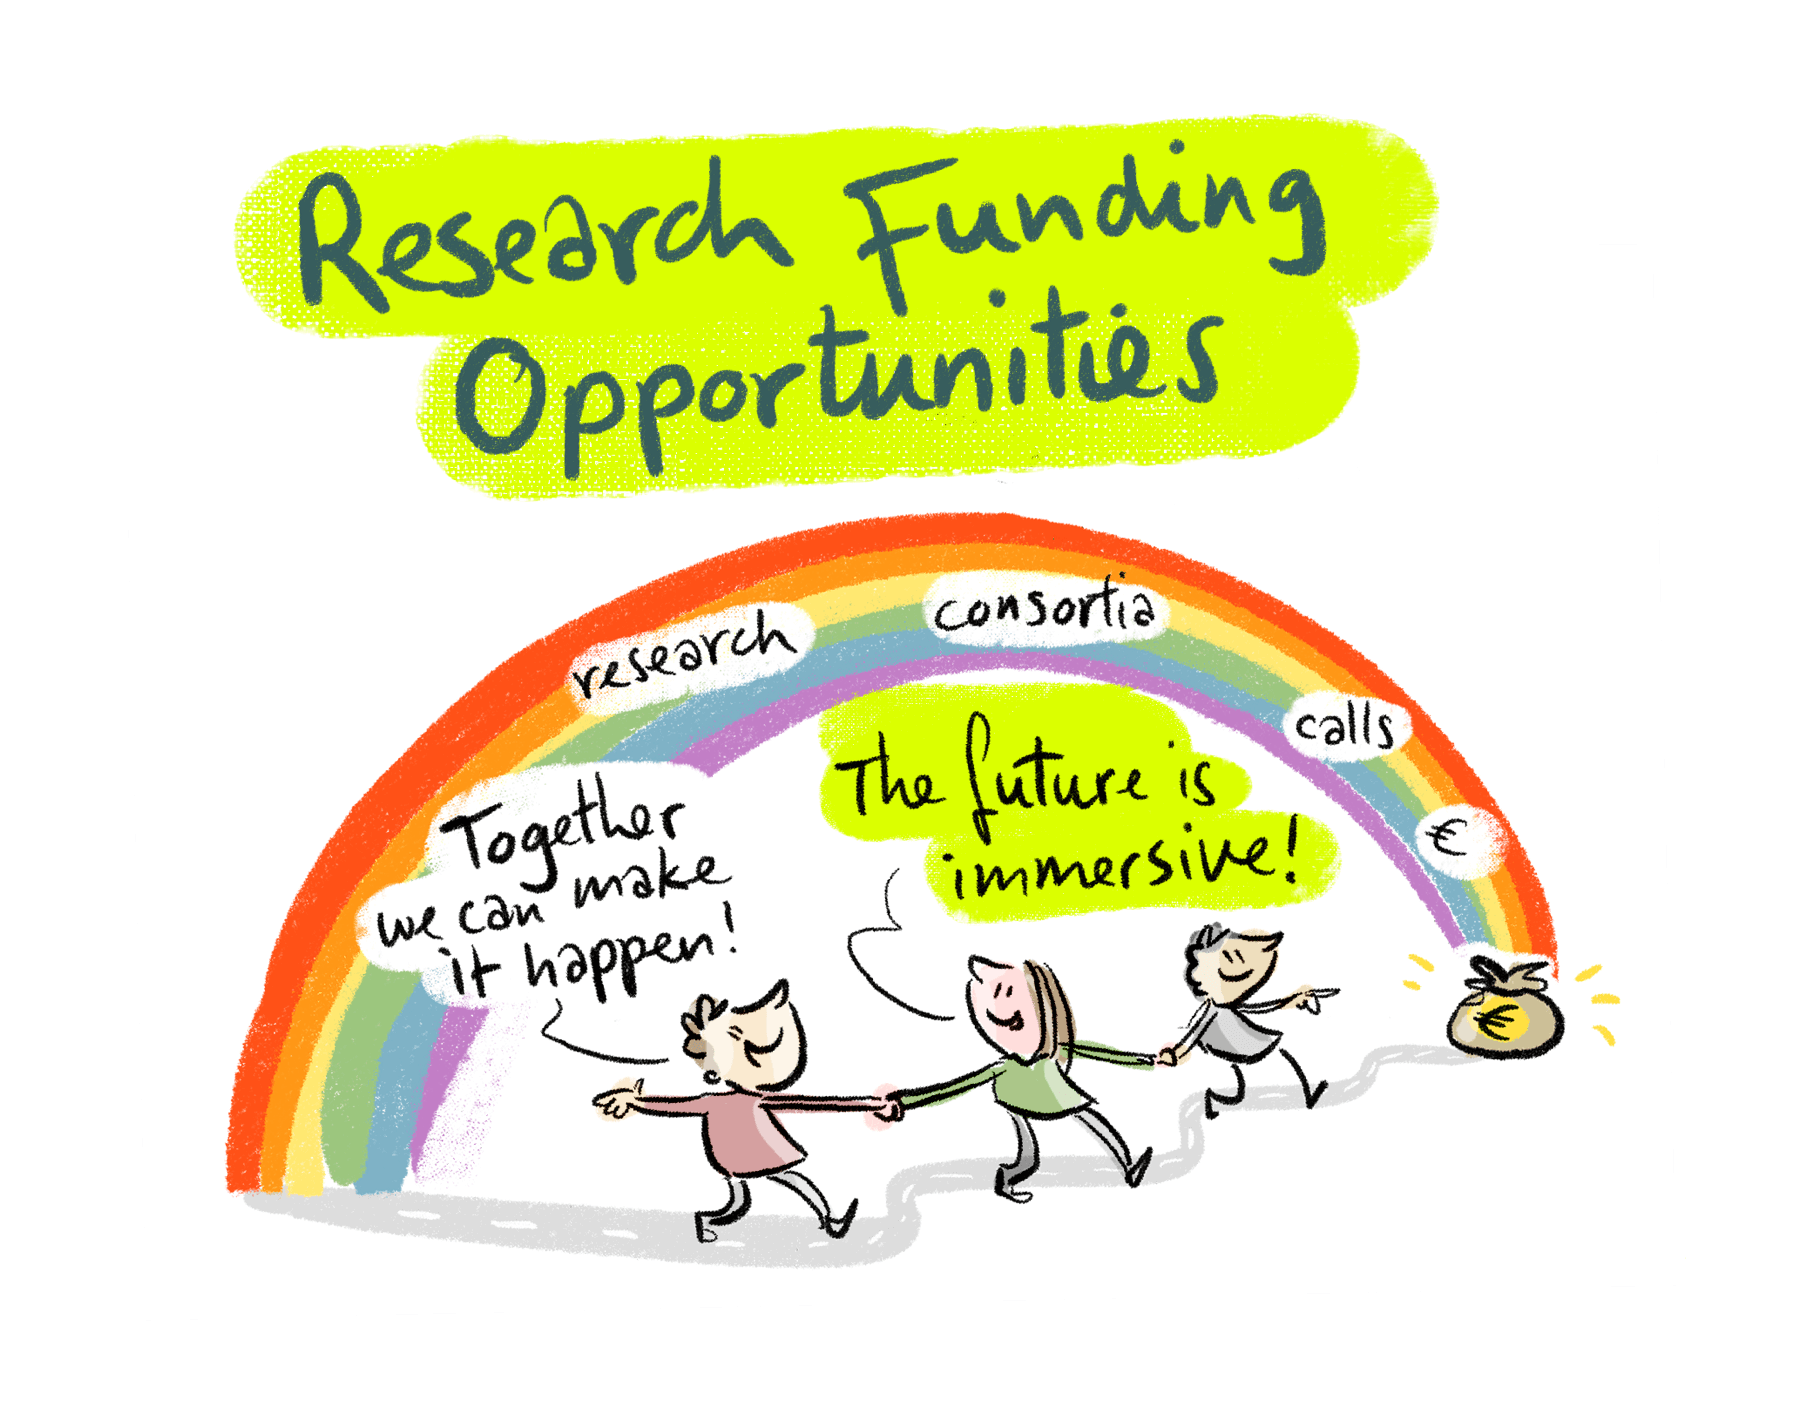 Research Funding
Opportunities
research
consortia
calls
€
Together
we can make
it happen!
The future is
immersive!
€